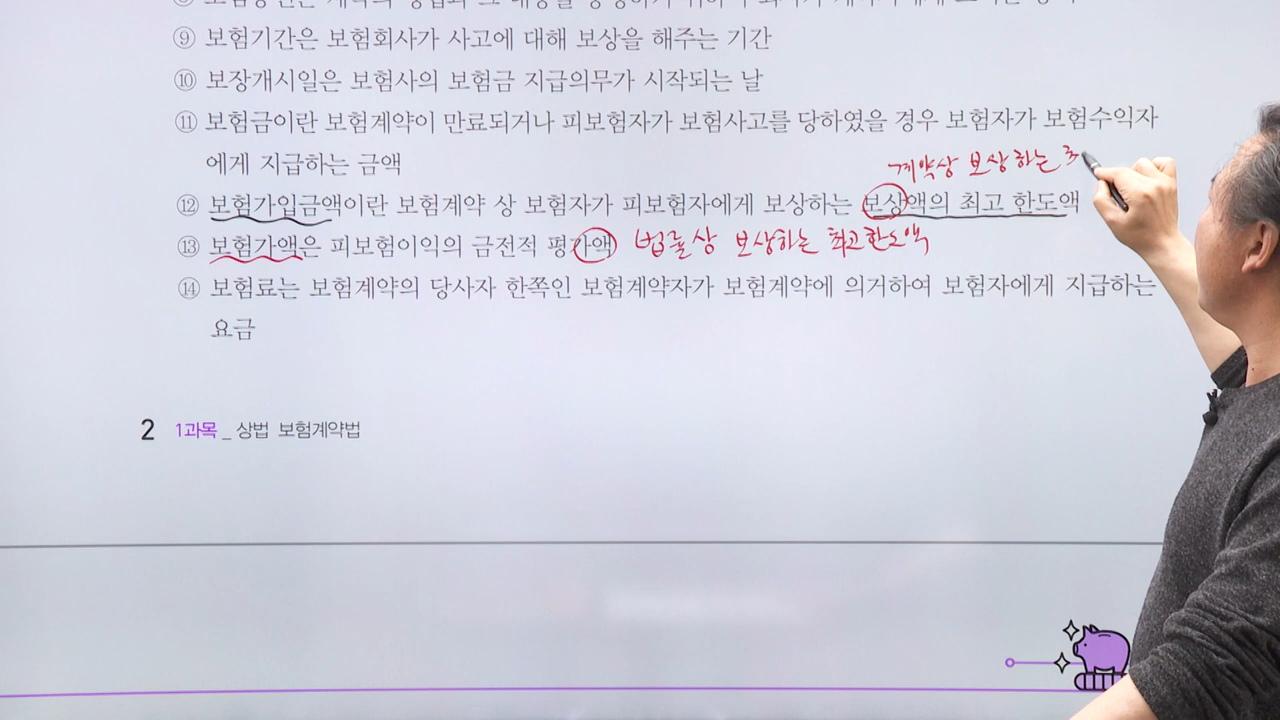 ⑨ 보험기간은 보험회사가 사고에 대해 보상을 해주는 기간
⑩ 보장개시일은 보험사의 보험금 지급의무가 시작되는 날
⑪ 보험금이란 보험계약이 만료되거나 피보험자가 보험사고를 당하였을 경우 보험자가 보험수익자
에게 지급하는 금액
계약상 보상하는
⑫ 보험가입금액이란 보험계약 상 보험자가 피보험자에게 보상하는 보상액의 최고 한도액
⑬ 보험가액은 피보험이익의 금전적 평가액 법률상 보상하는 최고한도액
⑭ 보험료는 보험계약의 당사자 한쪽인 보험계약자가 보험계약에 의거하여 보험자에게 지급하는
요금
2 1과목 _ 상법 보험계약법